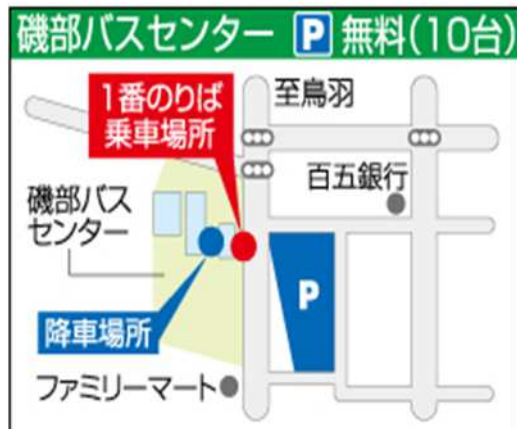 磯部バスセンター P 無料(10台)
1番のりば
乗車場所
至鳥羽
百五銀行
磯部バス
センター
P
降車場所
ファミリーマート